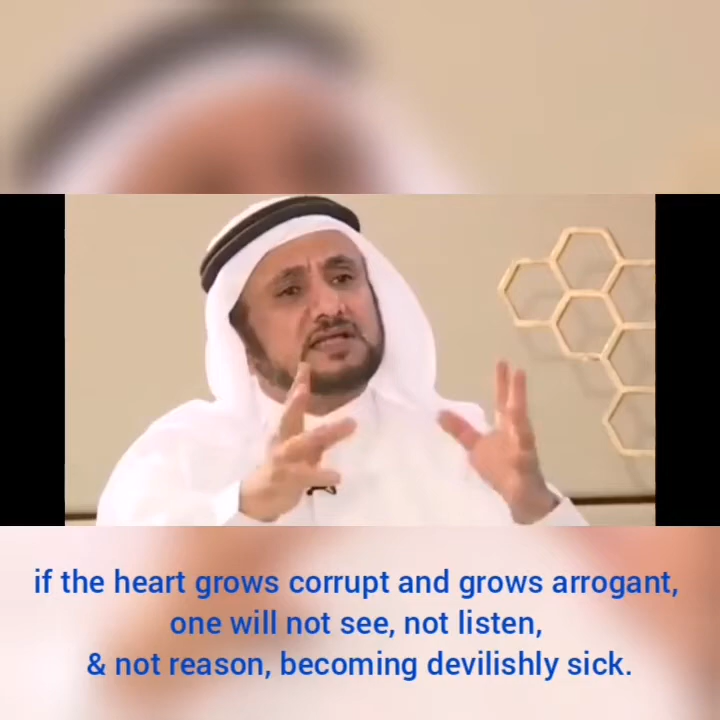 if the heart grows corrupt and grows arrogant,
one will not see, not listen,
& not reason, becoming devilishly sick.